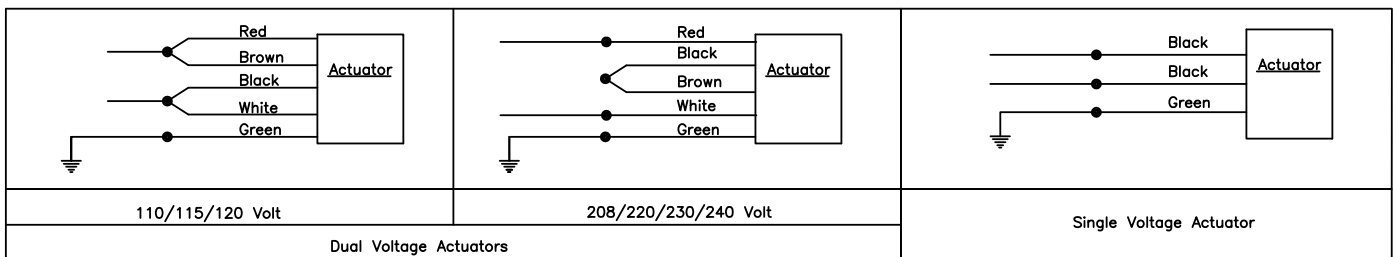 Red
Brown
Black
White
Green
Actuator
Red
Black
Brown
White
Green
Actuator
Black
Black
Green
Actuator
110/115/120 Volt
208/220/230/240 Volt
Single Voltage Actuator
Dual Voltage Actuators